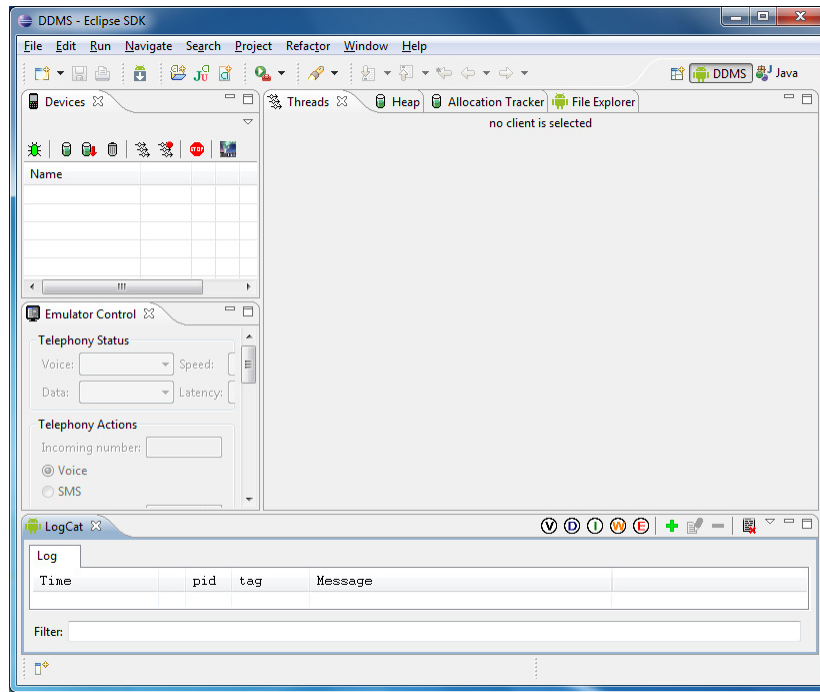 DDMS - Eclipse SDK
File Edit Run Navigate Search Project Refactor Window Help
DDMS Java
Devices
Name
Threads Heap Allocation Tracker File Explorer
no client is selected
Emulator Control
Telephony Status
Voice: Speed:
Data: Latency:
Telephony Actions
Incoming number:
Voice
SMS
LogCat
V D I W E
Log
Time pid tag Message
Filter: